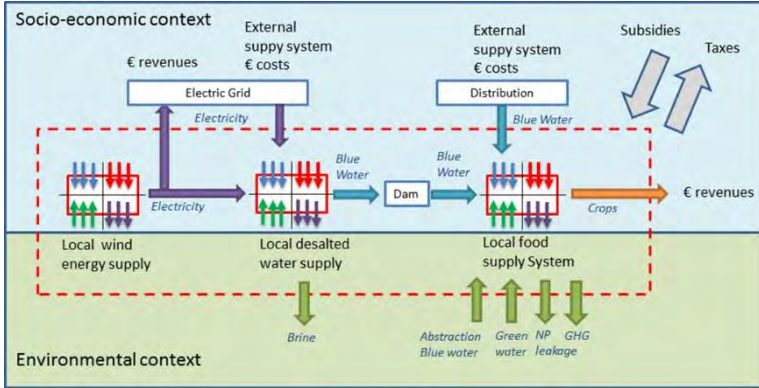 Socio-economic context
External
suppy system
€ costs
€ revenues
External
suppy system
€ costs
Subsidies
Taxes
Electric Grid
Distribution
Electricity
Blue Water
Blue
Water
Blue
Water
Dam
Electricity
Crops
€ revenues
Local wind
energy supply
Local desalted
water supply
Local food
supply System
Brine
Abstraction
Blue water
Green
water
NP
leakage
GHG
Environmental context